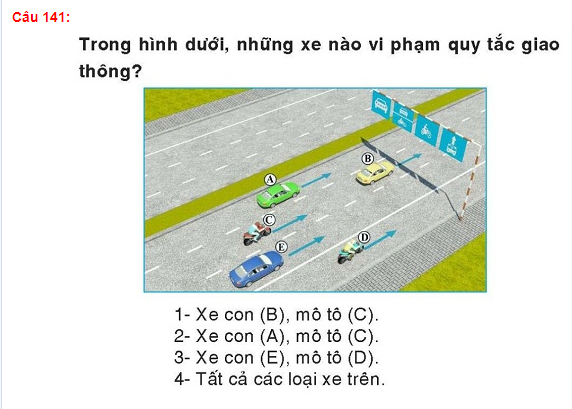 Câu 141:
Trong hình dưới, những xe nào vi phạm quy tắc giao
thông?
B
A
C
D
E
1- Xe con (B), mô tô (C).
2- Xe con (A), mô tô (C).
3- Xe con (E), mô tô (D).
4- Tất cả các loại xe trên.